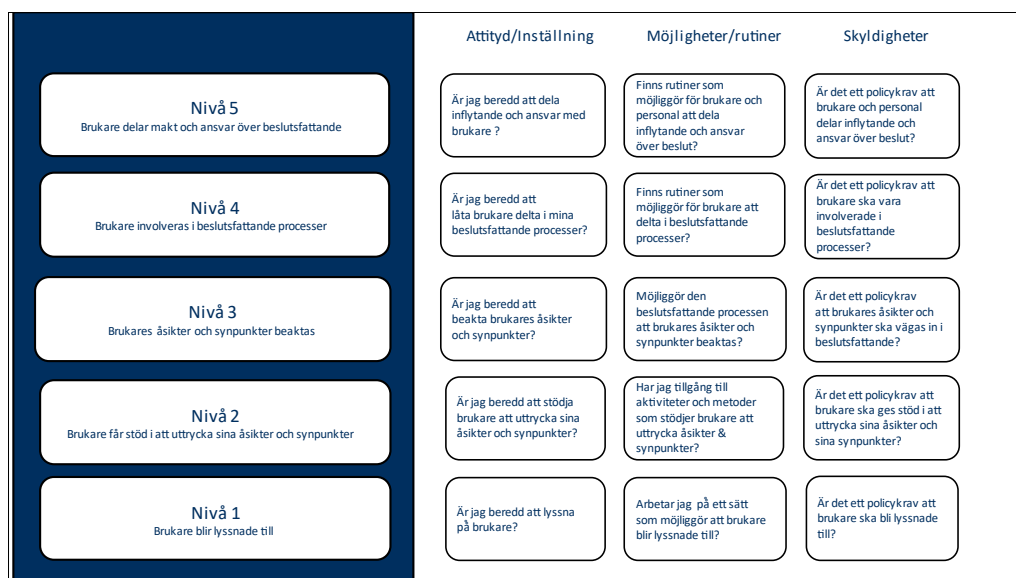 Attityd/Inställning
Möjligheter/rutiner
Skyldigheter
Nivå 5
Brukare delar makt och ansvar över beslutsfattande
Är jag beredd att dela
inflytande och ansvar med
brukare ?
Finns rutiner som
möjliggör för brukare och
personal att dela
inflytande och ansvar
över beslut?
Är det ett policykrav att
brukare och personal
delar inflytande och
ansvar över beslut?
Nivå 4
Brukare involveras i beslutsfattande processer
Är jag beredd att
låta brukare delta i mina
beslutsfattande processer?
Finns rutiner som
möjliggör för brukare att
delta i beslutsfattande
processer?
Är det ett policykrav att
brukare ska vara
involverade i
beslutsfattande
processer?
Nivå 3
Brukares åsikter och synpunkter beaktas
Är jag beredd att
beakta brukares åsikter
och synpunkter?
Möjliggör den
beslutsfattande processen
att brukares åsikter och
synpunkter beaktas?
Är det ett policykrav
att brukares åsikter och
synpunkter ska vägas in i
beslutsfattande?
Nivå 2
Brukare får stöd i att uttrycka sina åsikter och synpunkter
Är jag beredd att stödja
brukare att uttrycka sina
åsikter och synpunkter?
Har jag tillgång till
aktiviteter och metoder
som stödjer brukare att
uttrycka åsikter &
synpunkter?
Är det ett policykrav att
brukare ska ges stöd i att
uttrycka sina åsikter och
sina synpunkter?
Nivå 1
Brukare blir lyssnade till
Är jag beredd att lyssna
på brukare?
Arbetar jag på ett sätt
som möjliggör att brukare
blir lyssnade till?
Är det ett policykrav att
brukare ska bli lyssnade
till?